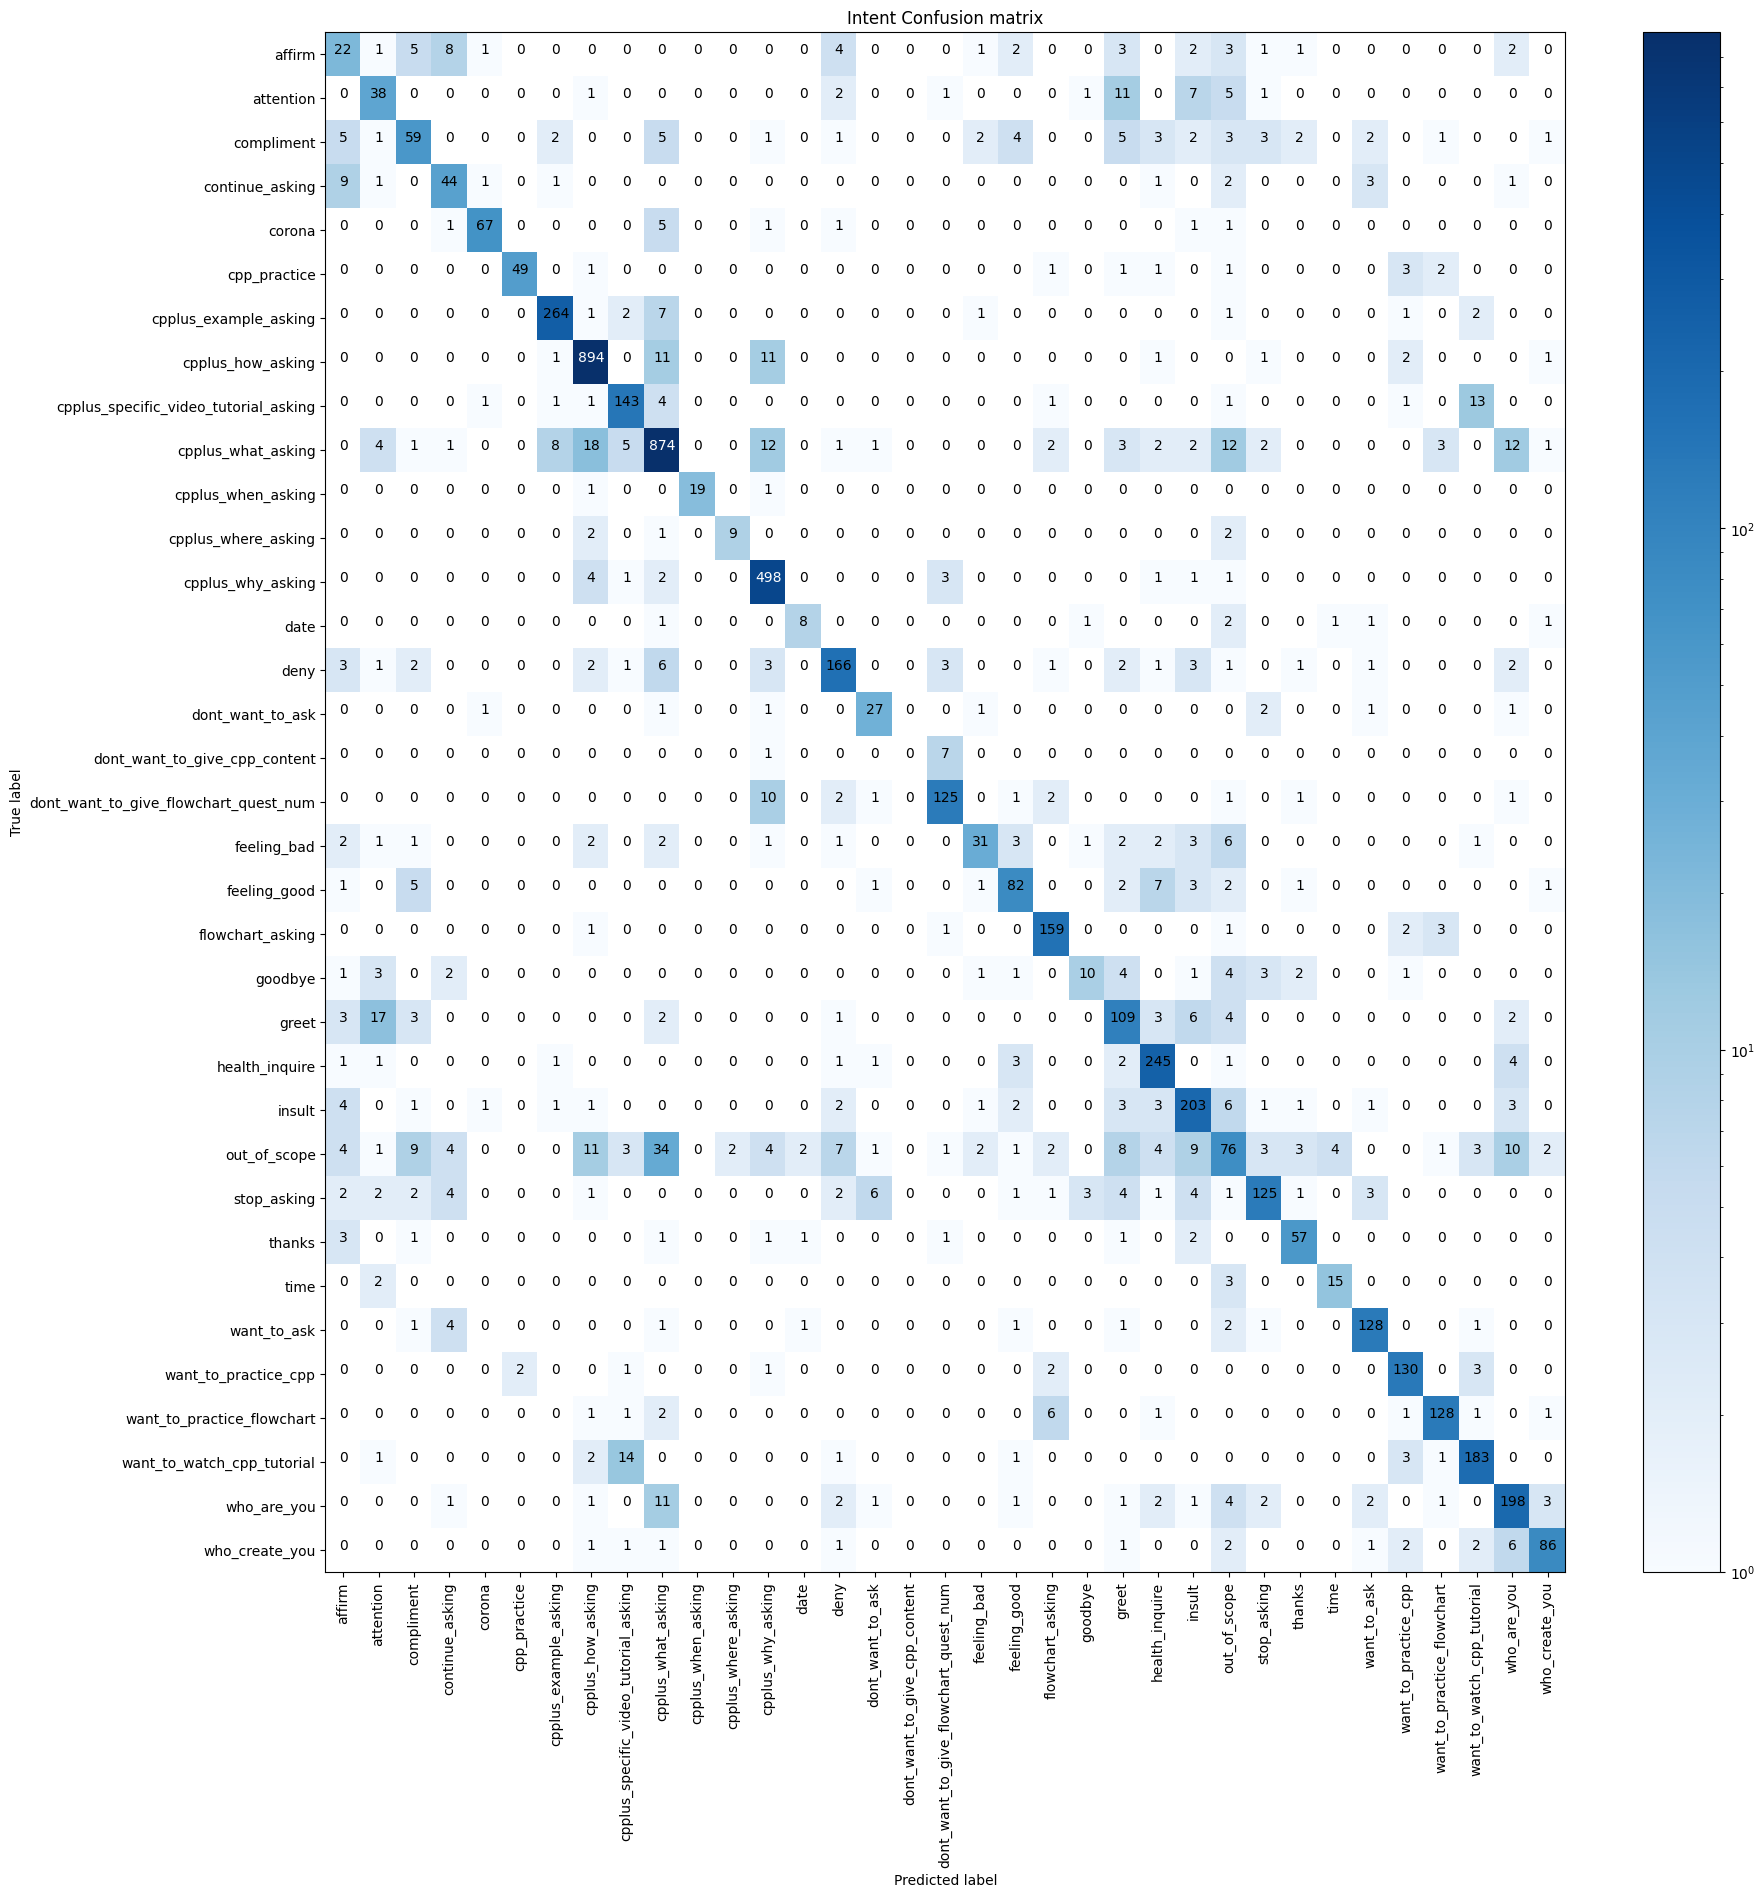 Intent Confusion matrix
affirm 22 1 5 8 1 0 0 0 0 0 0 0 0 0 4 0 0 0 1 2 0 0 3 0 2 3 1 1 0 0 0 0 0 2 0
attention 0 38 0 0 0 0 0 1 0 0 0 0 0 0 2 0 0 1 0 0 0 1 11 0 7 5 1 0 0 0 0 0 0 0 0
compliment 5 1 59 0 0 0 2 0 0 5 0 0 1 0 1 0 0 0 2 4 0 0 5 3 2 3 3 2 0 2 0 1 0 0 1
continue_asking 9 1 0 44 1 0 1 0 0 0 0 0 0 0 0 0 0 0 0 0 0 0 0 1 0 2 0 0 0 3 0 0 0 1 0
corona 0 0 0 1 67 0 0 0 0 5 0 0 1 0 1 0 0 0 0 0 0 0 0 0 1 1 0 0 0 0 0 0 0 0 0
cpp_practice 0 0 0 0 0 49 0 1 0 0 0 0 0 0 0 0 0 0 0 0 1 0 1 1 0 1 0 0 0 0 3 2 0 0 0
cpplus_example_asking 0 0 0 0 0 0 264 1 2 7 0 0 0 0 0 0 0 0 1 0 0 0 0 0 0 1 0 0 0 0 1 0 2 0 0
cpplus_how_asking 0 0 0 0 0 0 1 894 0 11 0 0 11 0 0 0 0 0 0 0 0 0 0 1 0 0 1 0 0 0 2 0 0 0 1
cpplus_specific_video_tutorial_asking 0 0 0 0 1 0 1 1 143 4 0 0 0 0 0 0 0 0 0 0 1 0 0 0 0 1 0 0 0 0 1 0 13 0 0
cpplus_what_asking 0 4 1 1 0 0 8 18 5 874 0 0 12 0 1 1 0 0 0 0 2 0 3 2 2 12 2 0 0 0 0 3 0 12 1
cpplus_when_asking 0 0 0 0 0 0 0 1 0 0 19 0 1 0 0 0 0 0 0 0 0 0 0 0 0 0 0 0 0 0 0 0 0 0 0
cpplus_where_asking 0 0 0 0 0 0 0 2 0 1 0 9 0 0 0 0 0 0 0 0 0 0 0 0 0 2 0 0 0 0 0 0 0 0 0
cpplus_why_asking 0 0 0 0 0 0 0 4 1 2 0 0 498 0 0 0 0 3 0 0 0 0 0 1 1 1 0 0 0 0 0 0 0 0 0
date 0 0 0 0 0 0 0 0 0 1 0 0 0 8 0 0 0 0 0 0 0 1 0 0 0 2 0 0 1 1 0 0 0 0 1
deny 3 1 2 0 0 0 0 2 1 6 0 0 3 0 166 0 0 3 0 0 1 0 2 1 3 1 0 1 0 1 0 0 0 2 0
dont_want_to_ask 0 0 0 0 1 0 0 0 0 1 0 0 1 0 0 27 0 0 1 0 0 0 0 0 0 0 2 0 0 1 0 0 0 1 0
dont_want_to_give_cpp_content 0 0 0 0 0 0 0 0 0 0 0 0 1 0 0 0 0 7 0 0 0 0 0 0 0 0 0 0 0 0 0 0 0 0 0
dont_want_to_give_flowchart_quest_num 0 0 0 0 0 0 0 0 0 0 0 0 10 0 2 1 0 125 0 1 2 0 0 0 0 1 0 1 0 0 0 0 0 1 0
feeling_bad 2 1 1 0 0 0 0 2 0 2 0 0 1 0 1 0 0 0 31 3 0 1 2 2 3 6 0 0 0 0 0 0 1 0 0
feeling_good 1 0 5 0 0 0 0 0 0 0 0 0 0 0 0 1 0 0 1 82 0 0 2 7 3 2 0 1 0 0 0 0 0 0 1
flowchart_asking 0 0 0 0 0 0 0 1 0 0 0 0 0 0 0 0 0 1 0 0 159 0 0 0 0 1 0 0 0 0 2 3 0 0 0
goodbye 1 3 0 2 0 0 0 0 0 0 0 0 0 0 0 0 0 0 1 1 0 10 4 0 1 4 3 2 0 0 1 0 0 0 0
greet 3 17 3 0 0 0 0 0 0 2 0 0 0 0 1 0 0 0 0 0 0 0 109 3 6 4 0 0 0 0 0 0 0 2 0
health_inquire 1 1 0 0 0 0 1 0 0 0 0 0 0 0 1 1 0 0 0 3 0 0 2 245 0 1 0 0 0 0 0 0 0 4 0
insult 4 0 1 0 1 0 1 1 0 0 0 0 0 0 2 0 0 0 1 2 0 0 3 3 203 6 1 1 0 1 0 0 0 3 0
out_of_scope 4 1 9 4 0 0 0 11 3 34 0 2 4 2 7 1 0 1 2 1 2 0 8 4 9 76 3 3 4 0 0 1 3 10 2
stop_asking 2 2 2 4 0 0 0 1 0 0 0 0 0 0 2 6 0 0 0 1 1 3 4 1 4 1 125 1 0 3 0 0 0 0 0
thanks 3 0 1 0 0 0 0 0 0 1 0 0 1 1 0 0 0 1 0 0 0 0 1 0 2 0 0 57 0 0 0 0 0 0 0
time 0 2 0 0 0 0 0 0 0 0 0 0 0 0 0 0 0 0 0 0 0 0 0 0 0 3 0 0 15 0 0 0 0 0 0
want_to_ask 0 0 1 4 0 0 0 0 0 1 0 0 0 1 0 0 0 0 0 1 0 0 1 0 0 2 1 0 0 128 0 0 1 0 0
want_to_practice_cpp 0 0 0 0 0 2 0 0 1 0 0 0 1 0 0 0 0 0 0 0 2 0 0 0 0 0 0 0 0 0 130 0 3 0 0
want_to_practice_flowchart 0 0 0 0 0 0 0 1 1 2 0 0 0 0 0 0 0 0 0 0 6 0 0 1 0 0 0 0 0 0 1 128 1 0 1
want_to_watch_cpp_tutorial 0 1 0 0 0 0 0 2 14 0 0 0 0 0 1 0 0 0 0 1 0 0 0 0 0 0 0 0 0 0 3 1 183 0 0
who_are_you 0 0 0 1 0 0 0 1 0 11 0 0 0 0 2 1 0 0 0 1 0 0 1 2 1 4 2 0 0 2 0 1 0 198 3
who_create_you 0 0 0 0 0 0 0 1 1 1 0 0 0 0 1 0 0 0 0 0 0 0 1 0 0 2 0 0 0 1 2 0 2 6 86
True label
affirm
attention
compliment
continue_asking
corona
cpp_practice
cpplus_example_asking
cpplus_how_asking
cpplus_specific_video_tutorial_asking
cpplus_what_asking
cpplus_when_asking
cpplus_where_asking
cpplus_why_asking
date
deny
dont_want_to_ask
dont_want_to_give_cpp_content
dont_want_to_give_flowchart_quest_num
feeling_bad
feeling_good
flowchart_asking
goodbye
greet
health_inquire
insult
out_of_scope
stop_asking
thanks
time
want_to_ask
want_to_practice_cpp
want_to_practice_flowchart
want_to_watch_cpp_tutorial
who_are_you
who_create_you
Predicted label
10²
10¹
10⁰